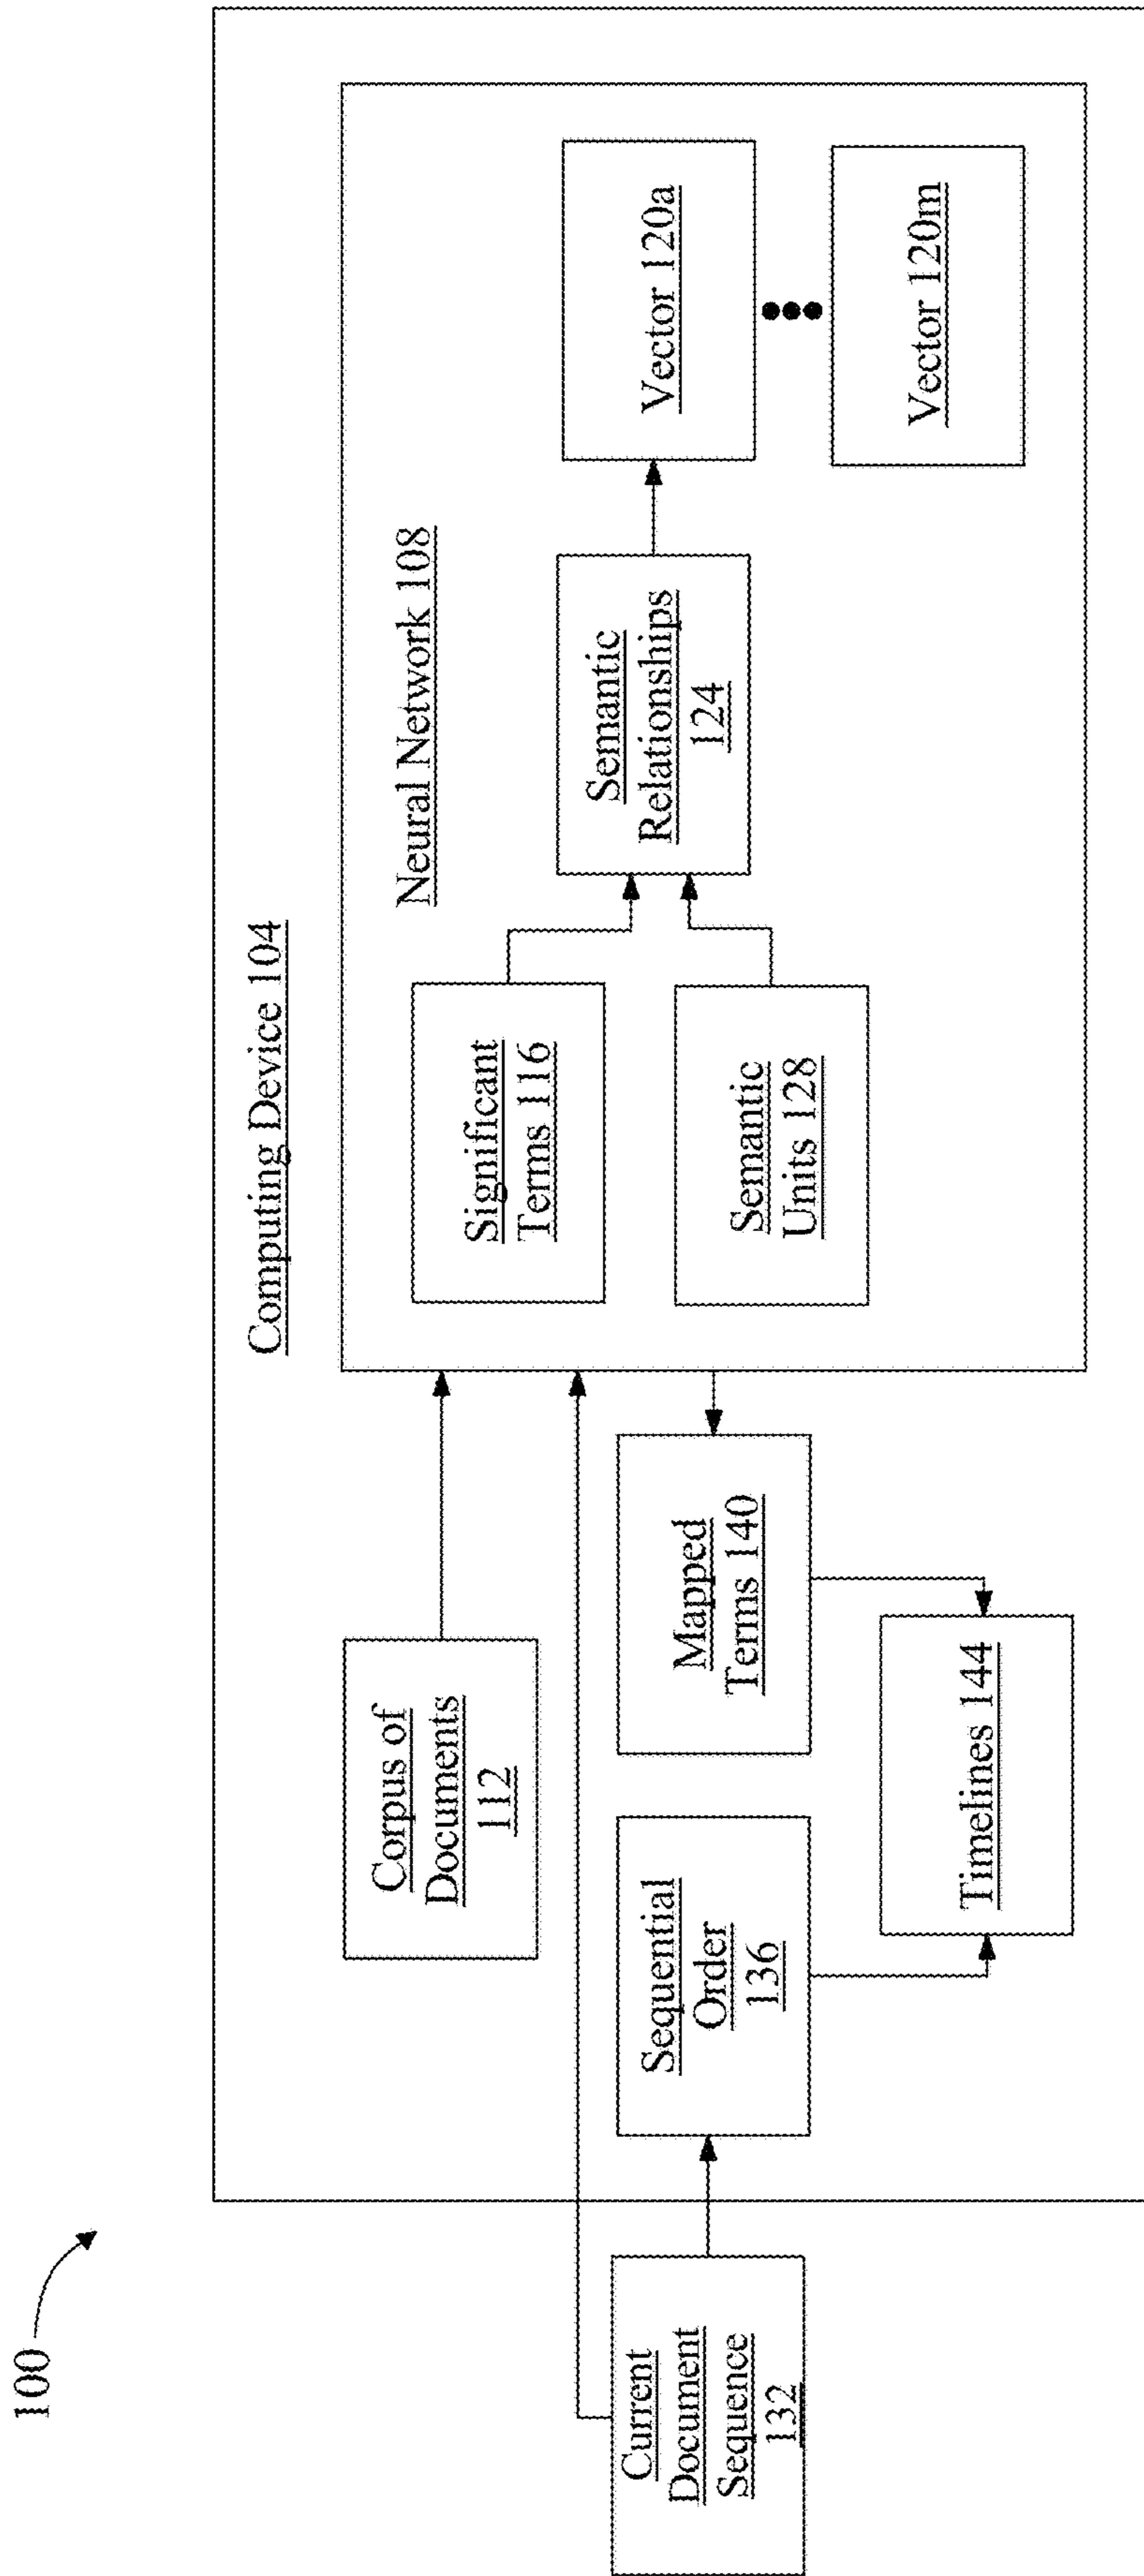 100
Computing Device 104
Neural Network 108
Corpus of
Documents
112
Significant
Terms 116
Semantic
Relationships
124
Vector 120a
Vector 120m
Semantic
Units 128
Current
Document
Sequence
132
Sequential
Order
136
Mapped
Terms 140
Timelines 144